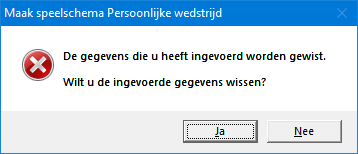 Maak speelschema Persoonlijke wedstrijd
De gegevens die u heeft ingevoerd worden gewist.
Wilt u de ingevoerde gegevens wissen?
Ja
Nee